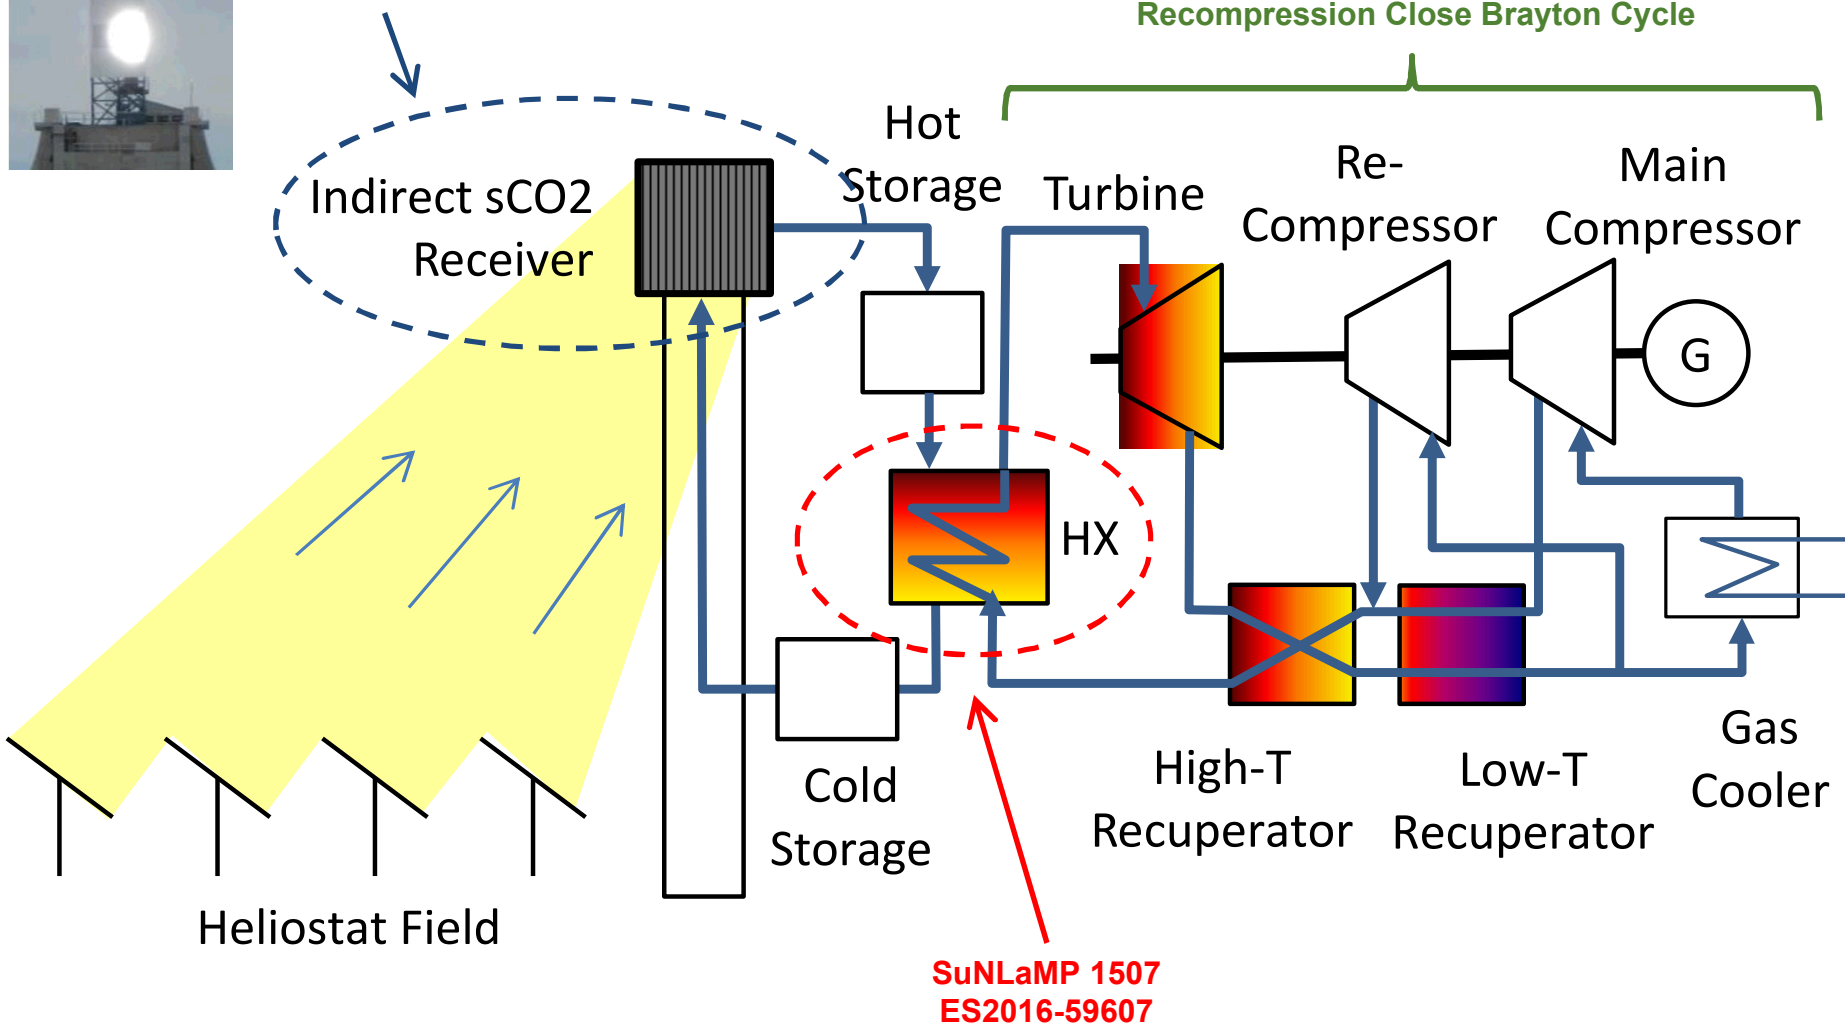 Recompression Close Brayton Cycle
Hot
Storage
Indirect sCO2
Receiver
Turbine
Re-
Compressor
Main
Compressor
G
HX
Cold
Storage
High-T
Recuperator
Low-T
Recuperator
Gas
Cooler
Heliostat Field
SuNLaMP 1507
ES2016-59607